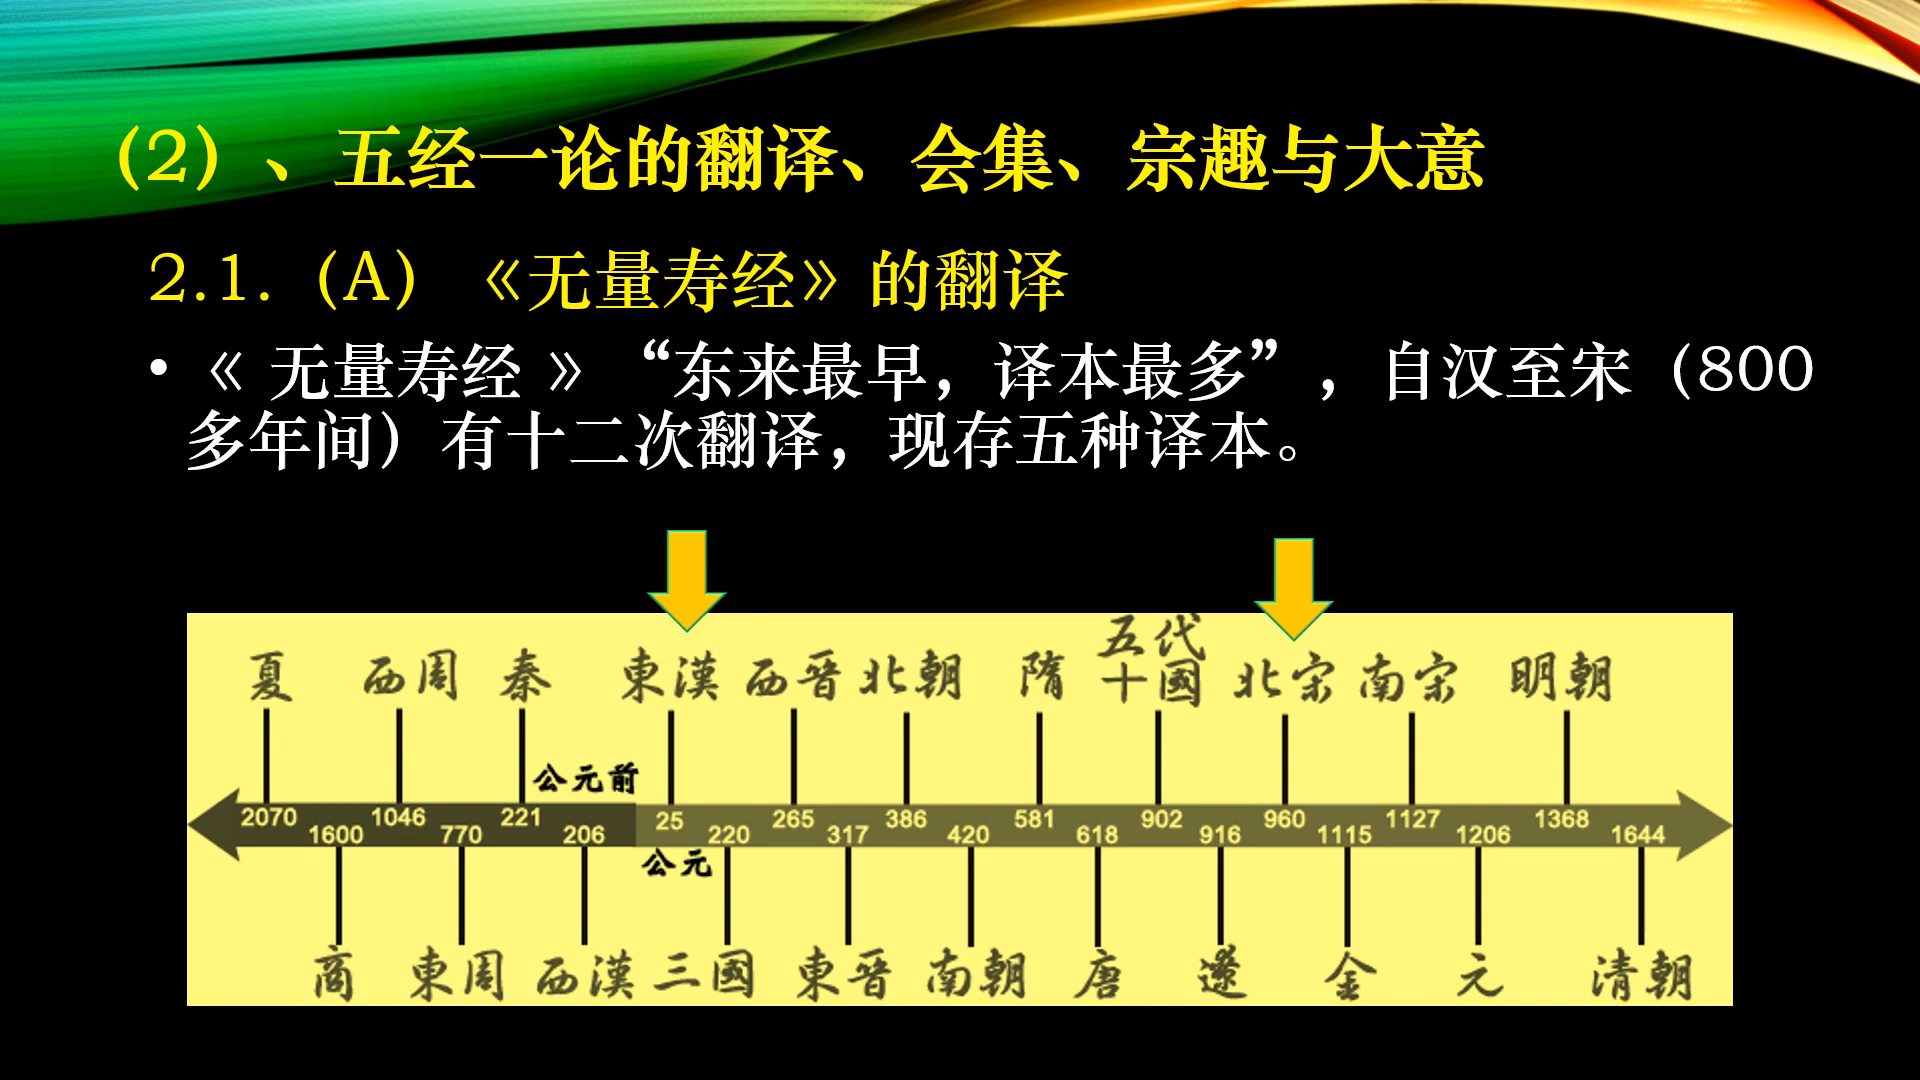 (2)、五经一论的翻译、会集、宗趣与大意
2.1.(A)《无量寿经》的翻译
• 《 无量寿经 》“东来最早，译本最多”，自汉至宋（800
多年间）有十二次翻译，现存五种译本。
五代
夏 西周 秦 東漢 西晉 北朝 隋 十國 北宋 南宋 明朝
公元前
2070 1046 221 25 265 386 581 902 960 1127 1368
1600 770 206 220 317 420 618 916 1115 1206 1644
公元
商 東周 西漢 三國 東晉 南朝 唐 遼 金 元 清朝